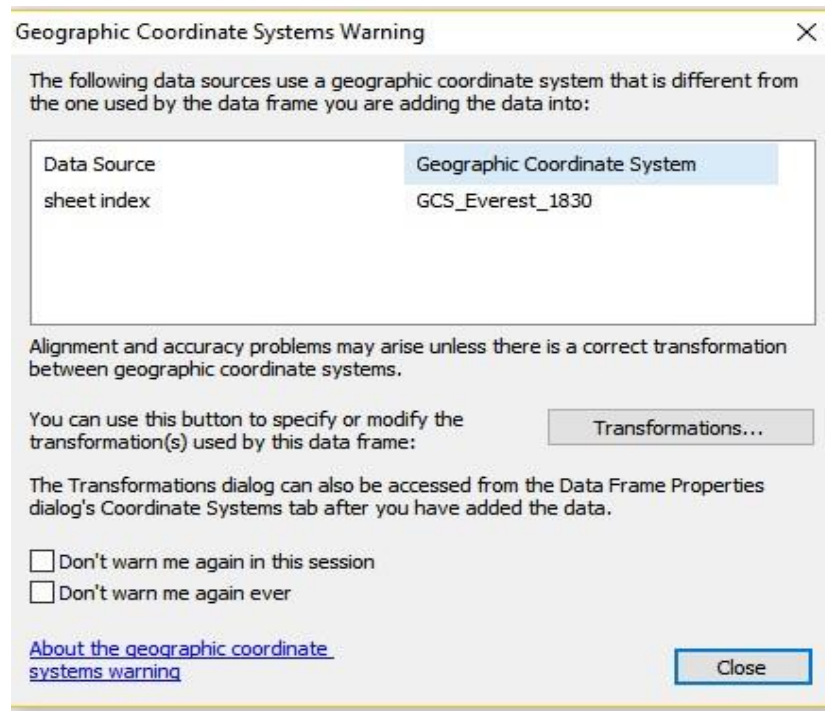 Geographic Coordinate Systems Warning
The following data sources use a geographic coordinate system that is different from
the one used by the data frame you are adding the data into:
Data Source Geographic Coordinate System
sheet index GCS_Everest_1830
Alignment and accuracy problems may arise unless there is a correct transformation
between geographic coordinate systems.
You can use this button to specify or modify the
transformation(s) used by this data frame:
Transformations...
The Transformations dialog can also be accessed from the Data Frame Properties
dialog's Coordinate Systems tab after you have added the data.
Don't warn me again in this session
Don't warn me again ever
About the geographic coordinate
systems warning
Close